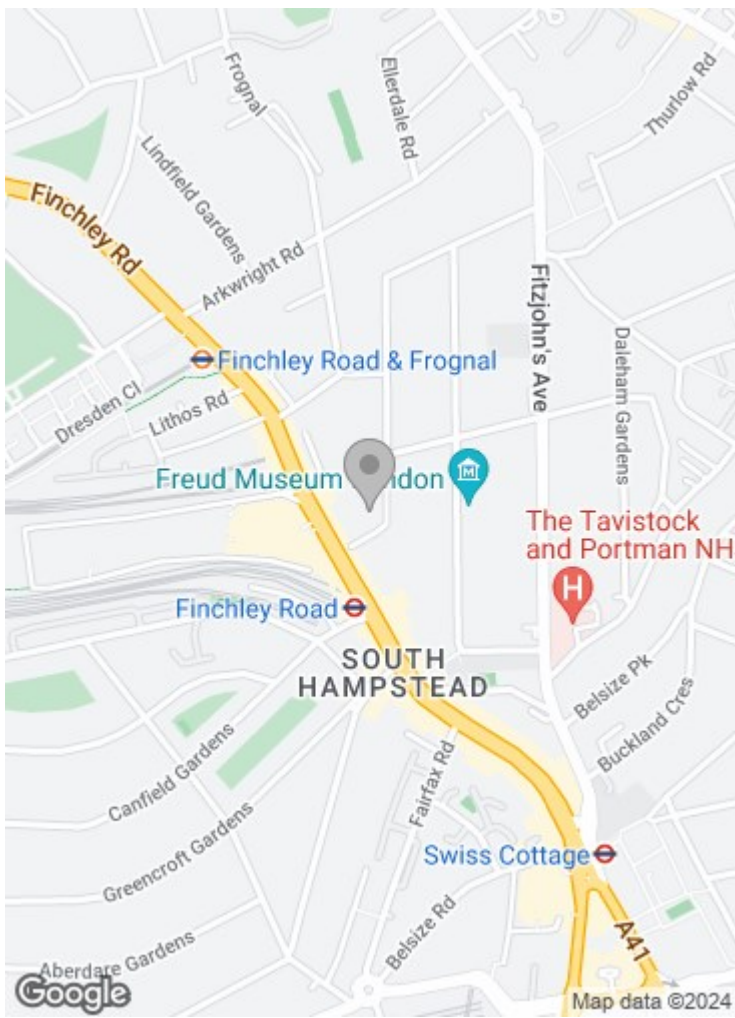 Frognal
Ellerdale Rd
Thurlow Rd
Lindfield Gardens
Finchley Rd
Arkwright Rd
Fitzjohn's Ave
Daleham Gardens
Finchley Road & Frognal
Dresden Cl
Lithos Rd
Freud Museum ndon
M
The Tavistock
and Portman NH
H
Finchley Road
SOUTH
HAMPSTEAD
Belsize Pk
Buckland Cres
Canfield Gardens
Fairfax Rd
Greencroft Gardens
Swiss Cottage
Belsize Rd
A41
Aberdare Gardens
Google
Map data ©2024